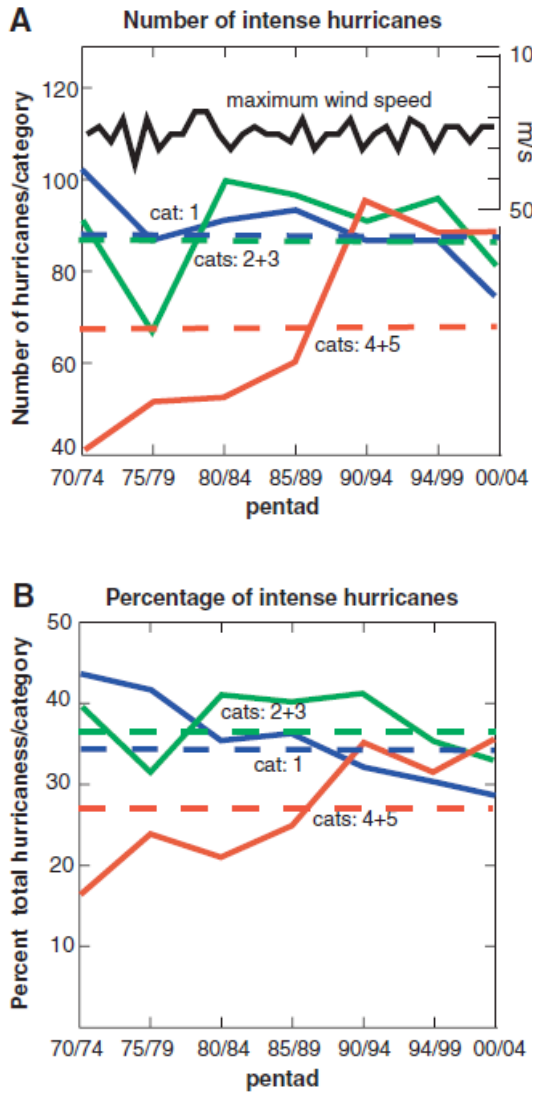 A Number of intense hurricanes
Number of hurricanes/category
120
100
80
60
40
10
50
m/s
maximum wind speed
cat: 1
cats: 2+3
cats: 4+5
70/74 75/79 80/84 85/89 90/94 94/99 00/04
pentad
B Percentage of intense hurricanes
Percent total hurricaness/category
50
40
30
20
10
cats: 2+3
cat: 1
cats: 4+5
70/74 75/79 80/84 85/89 90/94 94/99 00/04
pentad